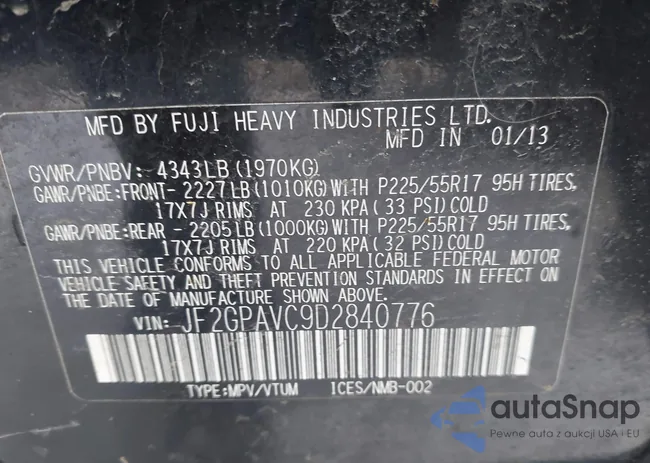 MFD BY FUJI HEAVY INDUSTRIES LTD.
MFD IN 01/13
GVWR/PNBV: 4343LB(1970KG)
GAWR/PNBE:FRONT-2227LB(1010KG)WITH P225/55R17 95H TIRES,
17X7J RIMS AT 230 KPA(33 PSI)COLD
GAWR/PNBE:REAR -2205LB(1000KG)WITH P225/55R17 95H TIRES,
17X7J RIMS AT 220 KPA(32 PSI)COLD
THIS VEHICLE CONFORMS TO ALL APPLICABLE FEDERAL MOTOR
VEHICLE SAFETY AND THEFT PREVENTION STANDARDS IN EFFECT ON
THE DATE OF MANUFACTURE SHOWN ABOVE.
VIN: JF2GPAVC9D2840776
TYPE:MPV/VTUM ICES/NMB-002
autaSnap
Pewne auta z aukcji USA i EU